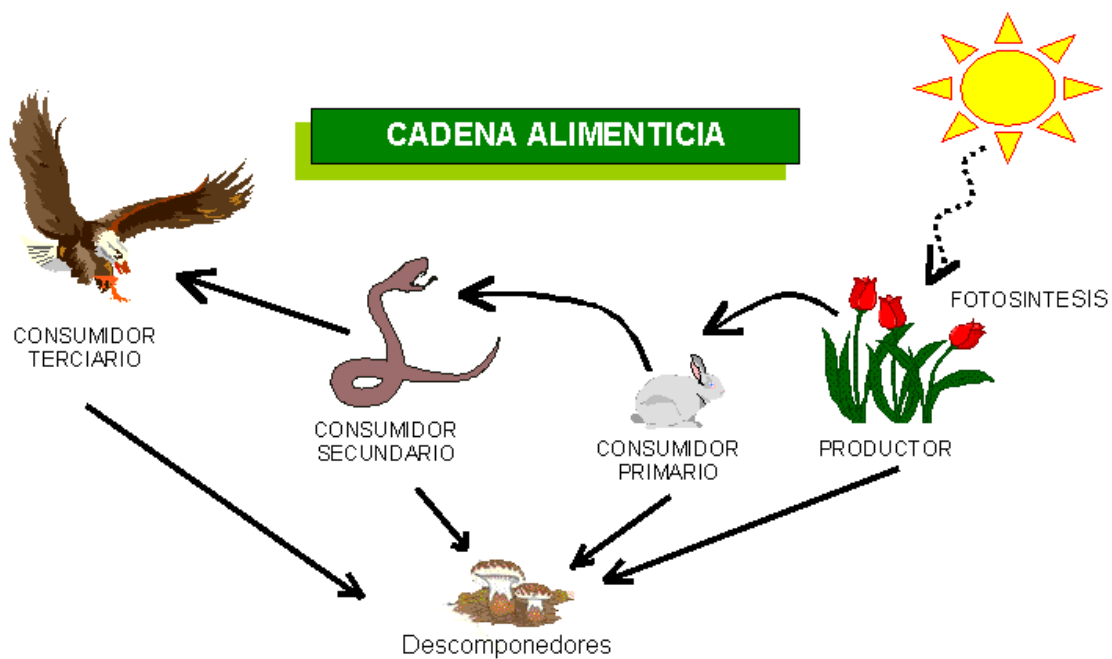 CADENA ALIMENTICIA
FOTOSINTESIS
CONSUMIDOR
TERCIARIO
CONSUMIDOR
SECUNDARIO
CONSUMIDOR
PRIMARIO
PRODUCTOR
Descomponedores